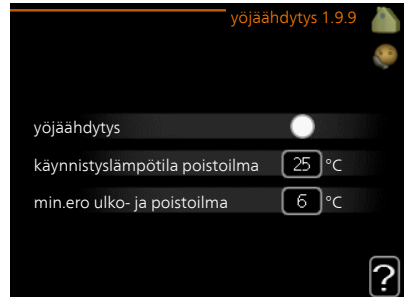 yöjäähdytys 1.9.9
yöjäähdytys
käynnistyslämpötila poistoilma 25 °C
min.ero ulko- ja poistoilma 6 °C
?